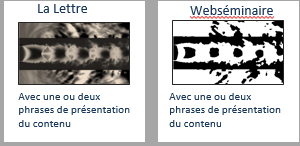 La Lettre
Avec une ou deux
phrases de présentation
du contenu
Webséminaire
Avec une ou deux
phrases de présentation
du contenu